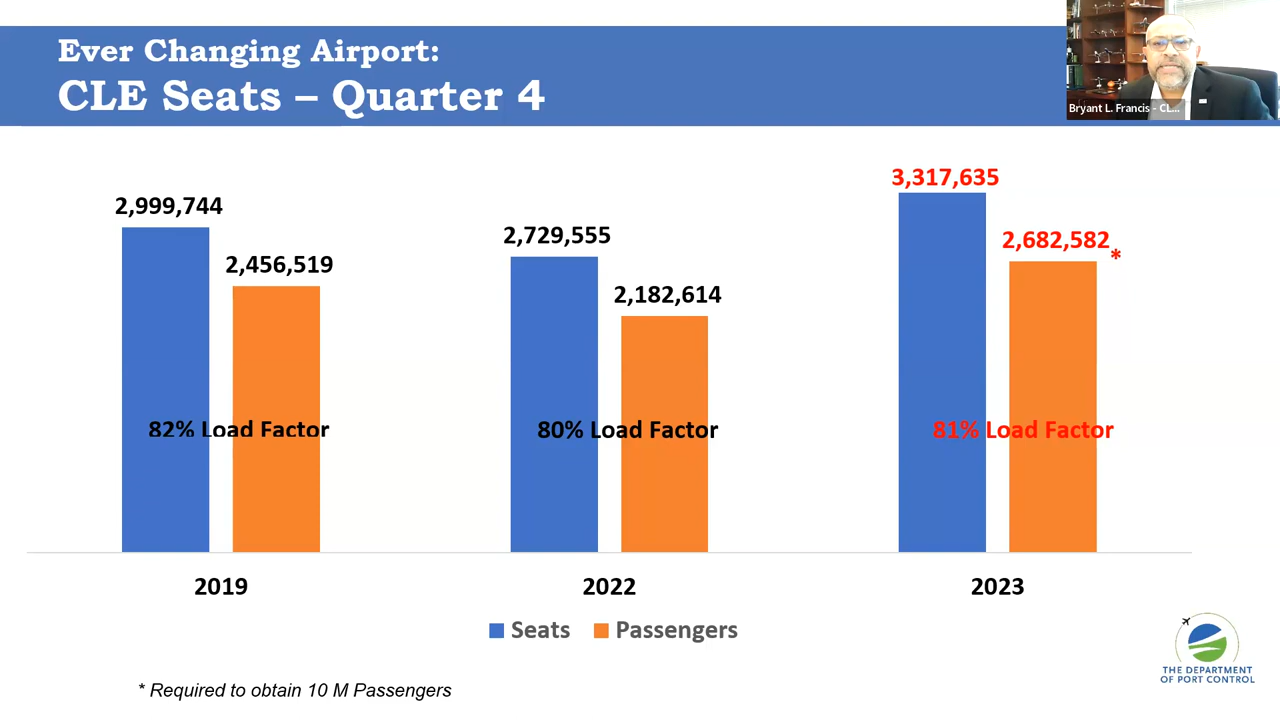 Ever Changing Airport:
CLE Seats – Quarter 4
Bryant L. Francis - CL...
3,317,635
2,999,744
2,682,582 *
2,729,555
2,456,519
2,182,614
82% Load Factor
80% Load Factor
81% Load Factor
2019
2022
2023
Seats
Passengers
THE DEPARTMENT
OF PORT CONTROL
* Required to obtain 10 M Passengers